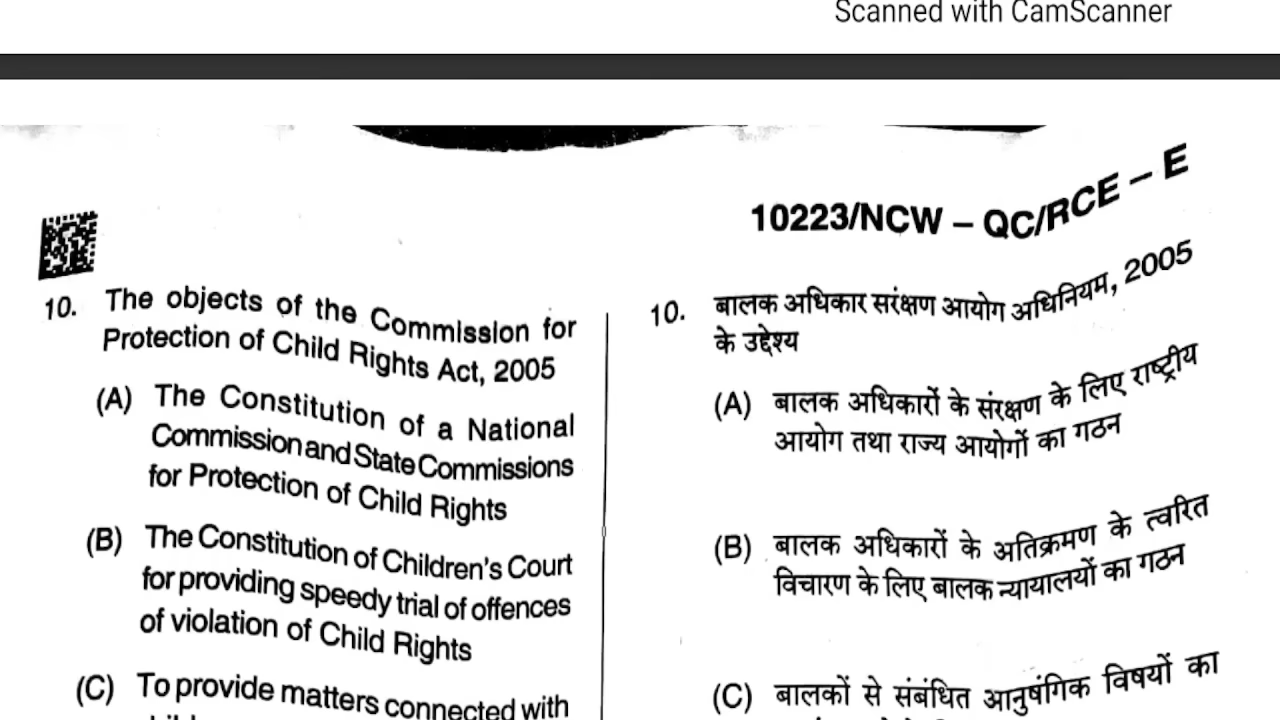 Scanned with CamScanner
10223/NCW – QC/RCE – E
10. The objects of the Commission for
Protection of Child Rights Act, 2005
(A) The Constitution of a National
Commission and State Commissions
for Protection of Child Rights
(B) The Constitution of Children's Court
for providing speedy trial of offences
of violation of Child Rights
(C) To provide matters connected with
10. बालक अधिकार सरंक्षण आयोग अधिनियम, 2005
के उद्देश्य
(A) बालक अधिकारों के संरक्षण के लिए राष्ट्रीय
आयोग तथा राज्य आयोगों का गठन
(B) बालक अधिकारों के अतिक्रमण के त्वरित
विचारण के लिए बालक न्यायालयों का गठन
(C) बालकों से संबंधित आनुषंगिक विषयों का